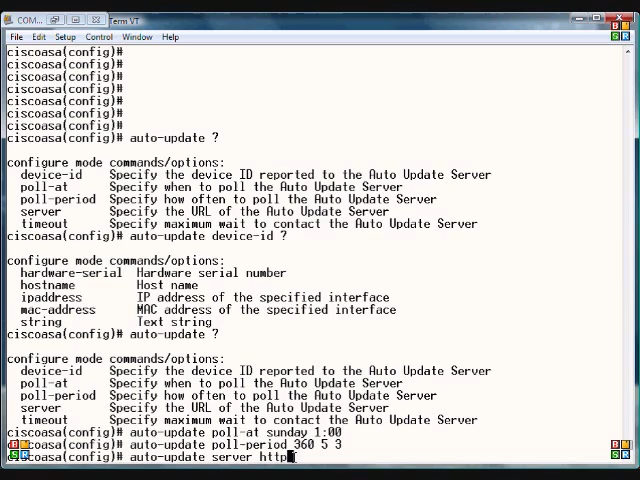 COM...
Term VT
File Edit Setup Control Window Help
ciscoasa(config)#
ciscoasa(config)#
ciscoasa(config)#
ciscoasa(config)#
ciscoasa(config)#
ciscoasa(config)#
ciscoasa(config)#
ciscoasa(config)# auto-update ?
configure mode commands/options:
device-id Specify the device ID reported to the Auto Update Server
poll-at Specify when to poll the Auto Update Server
poll-period Specify how often to poll the Auto Update Server
server Specify the URL of the Auto Update Server
timeout Specify maximum wait to contact the Auto Update Server
ciscoasa(config)# auto-update device-id ?
configure mode commands/options:
hardware-serial Hardware serial number
hostname Host name
ipaddress IP address of the specified interface
mac-address MAC address of the specified interface
string Text string
ciscoasa(config)# auto-update ?
configure mode commands/options:
device-id Specify the device ID reported to the Auto Update Server
poll-at Specify when to poll the Auto Update Server
poll-period Specify how often to poll the Auto Update Server
server Specify the URL of the Auto Update Server
timeout Specify maximum wait to contact the Auto Update Server
ciscoasa(config)# auto-update poll-at sunday 1:00
ciscoasa(config)# auto-update poll-period 360 5 3
ciscoasa(config)# auto-update server http